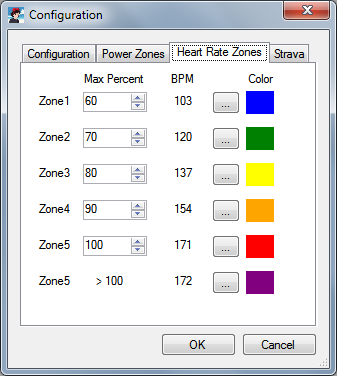 Configuration
Configuration Power Zones Heart Rate Zones Strava
Max Percent BPM Color
Zone1 60 103 ...
Zone2 70 120 ...
Zone3 80 137 ...
Zone4 90 154 ...
Zone5 100 171 ...
Zone5 > 100 172 ...
OK Cancel